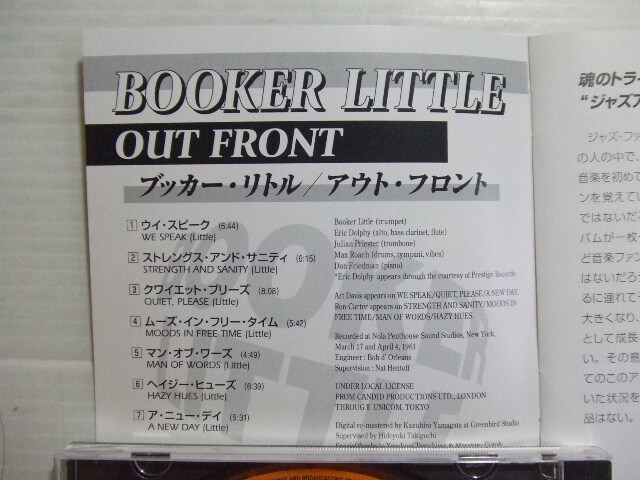 BOOKER LITTLE
OUT FRONT
ブッカー・リトル／アウト・フロント
1 ウイ・スピーク (6:44)
WE SPEAK (Little)
2 ストレングス・アンド・サニティ (6:15)
STRENGTH AND SANITY (Little)
3 クワイエット・プリーズ (8:08)
QUIET, PLEASE (Little)
4 ムーズ・イン・フリー・タイム (5:42)
MOODS IN FREE TIME (Little)
5 マン・オブ・ワーズ (4:49)
MAN OF WORDS (Little)
6 ヘイジー・ヒューズ (6:39)
HAZY HUES (Little)
7 ア・ニュー・デイ (5:31)
A NEW DAY (Little)
Booker Little (trumpet)
Eric Dolphy (alto, bass clarinet, flute)
Julian Priester (trombone)
Max Roach (drums, tympani, vibes)
Don Friedman (piano)
*Eric Dolphy appears through the courtesy of Prestige Records
Art Davis appears on WE SPEAK/QUIET, PLEASE/A NEW DAY
Ron Carter appears on STRENGTH AND SANITY/MOODS IN
FREE TIME/MAN OF WORDS/HAZY HUES.
Recorded at Nola Penthouse Sound Studios, New York,
March 17 and April 4, 1961
Engineer : Bob d' Orleans
Supervision : Nat Hentoff
UNDER LOCAL LICENSE
FROM CANDID PRODUCTIONS LTD., LONDON
THROUG H UNICOM, TOKYO
Digital re-mastered by Kazuhiro Yamagata at Greenbird Studio
Supervised by Hideyoki Takiguchi
魂のトラ
“ジャズ
ジャズ・フ
の人の中で、
音楽を初めて
ンを覚えてい
ではないだろ
バムが一枚
ど音楽ファン
はないだろ
るに連れて
大きくなり、
として成長
い。その意
てのこのア
いた状況を
品はない。